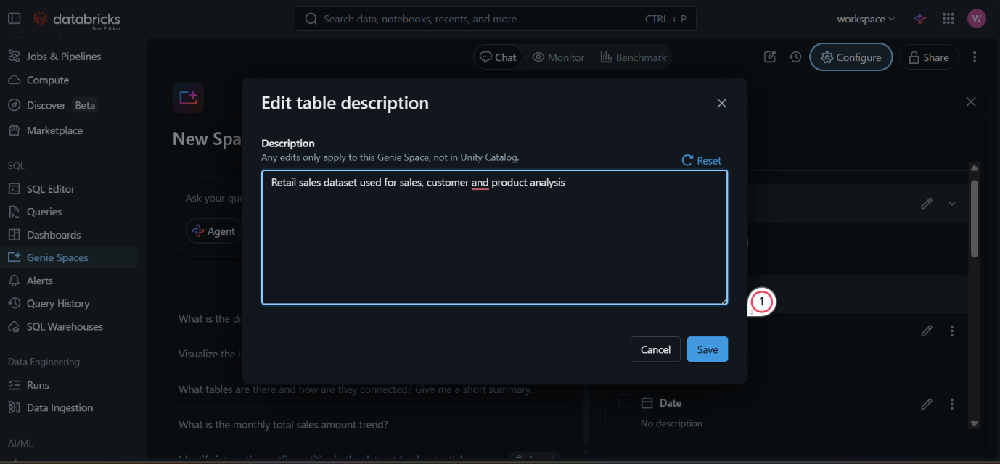 databricks
Free Edition
Search data, notebooks, recents, and more...
CTRL + P
workspace
W
Jobs & Pipelines
Compute
Discover Beta
Marketplace
SQL
SQL Editor
Queries
Dashboards
Genie Spaces
Alerts
Query History
SQL Warehouses
Data Engineering
Runs
Data Ingestion
AI/ML
Chat
Monitor
Benchmark
Configure
Share
New Spa
Ask your que
Agent
What is the di
Visualize the i
What tables are there and how are they connected? Give me a short summary.
What is the monthly total sales amount trend?
Edit table description
Description
Any edits only apply to this Genie Space, not in Unity Catalog.
Reset
Retail sales dataset used for sales, customer and product analysis
Cancel
Save
1
Date
No description